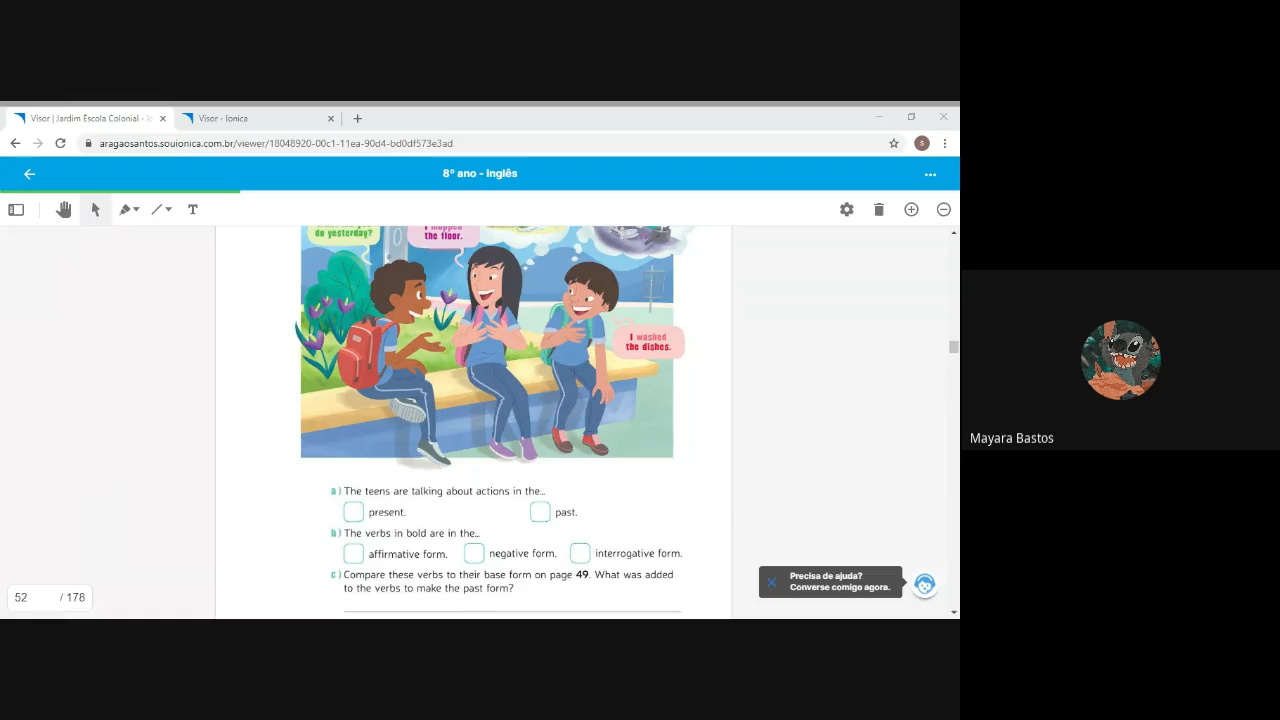 Visor | Jardim Escola Colonial - Io
Visor - Ionica
aragaosantos.souionica.com.br/viewer/18048920-00c1-11ea-90d4-bd0df573e3ad
S
8º ano - Inglês
T
do yesterday?
I mopped
the floor.
I washed
the dishes.
a) The teens are talking about actions in the...
present. past.
b) The verbs in bold are in the...
affirmative form. negative form. interrogative form.
c) Compare these verbs to their base form on page 49. What was added
to the verbs to make the past form?
Precisa de ajuda?
Converse comigo agora.
52 / 178
Mayara Bastos